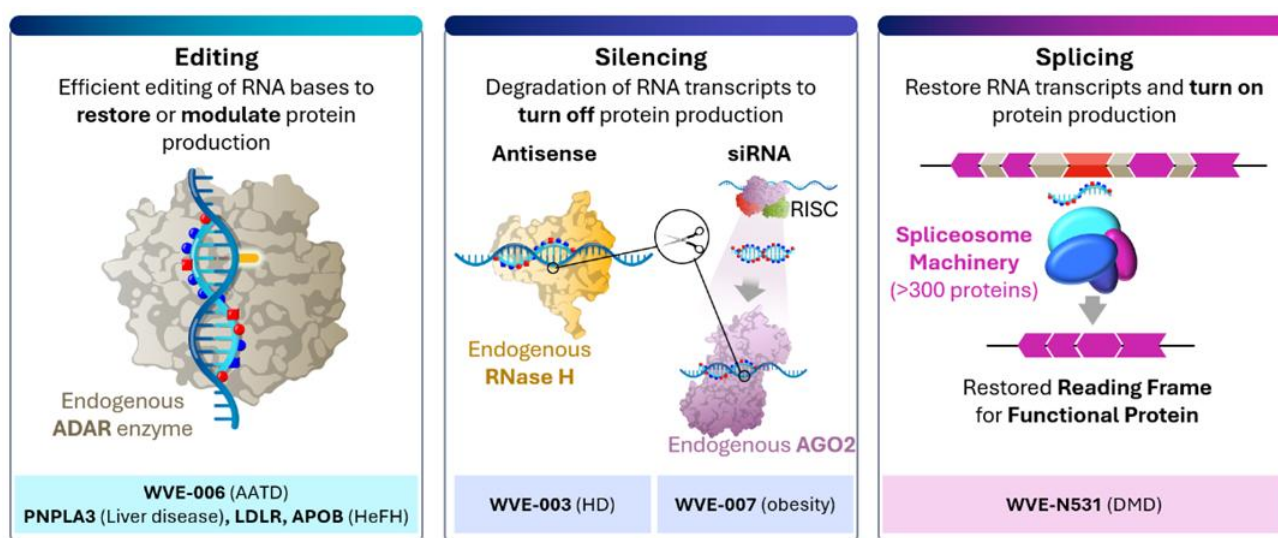 Editing
Efficient editing of RNA bases to
restore or modulate protein
production
Endogenous
ADAR enzyme
WVE-006 (AATD)
PNPLA3 (Liver disease), LDLR, APOB (HeFH)
Silencing
Degradation of RNA transcripts to
turn off protein production
Antisense
siRNA
RISC
Endogenous
RNase H
Endogenous AGO2
WVE-003 (HD)
WVE-007 (obesity)
Splicing
Restore RNA transcripts and turn on
protein production
Spliceosome
Machinery
(>300 proteins)
Restored Reading Frame
for Functional Protein
WVE-N531 (DMD)